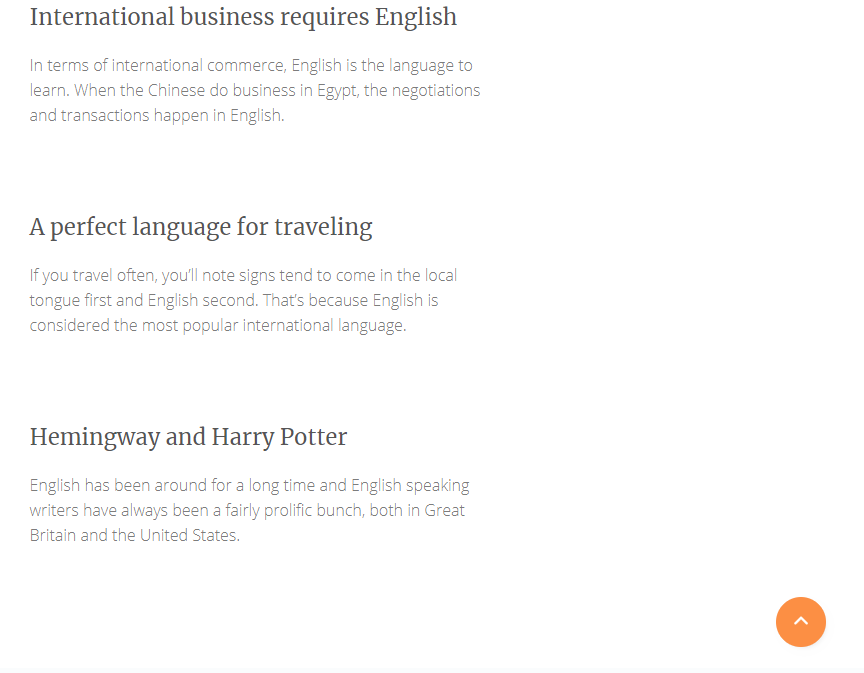 International business requires English
In terms of international commerce, English is the language to
learn. When the Chinese do business in Egypt, the negotiations
and transactions happen in English.
A perfect language for traveling
If you travel often, you’ll note signs tend to come in the local
tongue first and English second. That’s because English is
considered the most popular international language.
Hemingway and Harry Potter
English has been around for a long time and English speaking
writers have always been a fairly prolific bunch, both in Great
Britain and the United States.